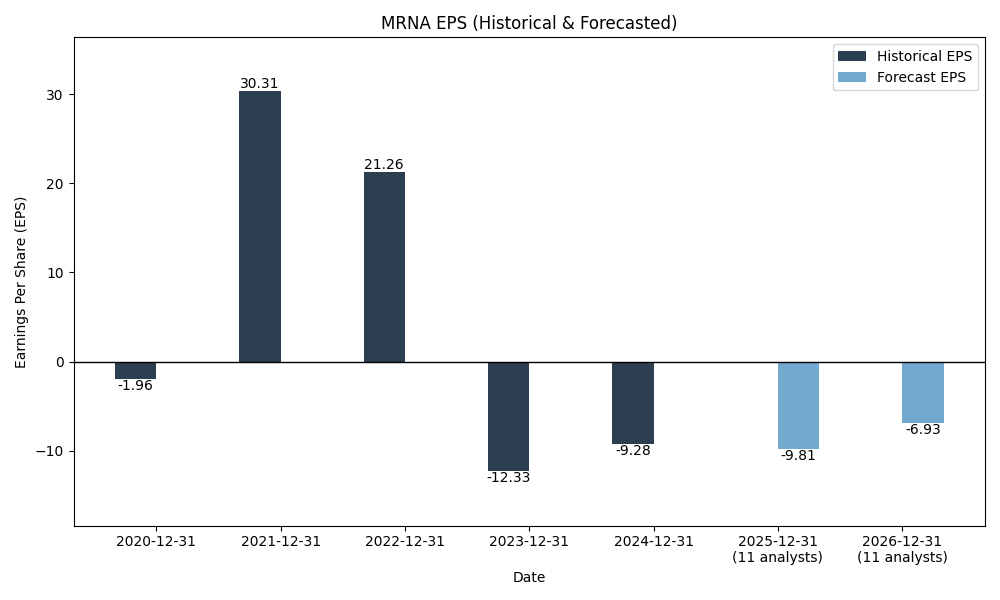 MRNA EPS (Historical & Forecasted)
Historical EPS
Forecast EPS
Earnings Per Share (EPS)
30
20
10
0
−10
-1.96
30.31
21.26
-12.33
-9.28
-9.81
-6.93
2020-12-31
2021-12-31
2022-12-31
2023-12-31
2024-12-31
2025-12-31
(11 analysts)
2026-12-31
(11 analysts)
Date